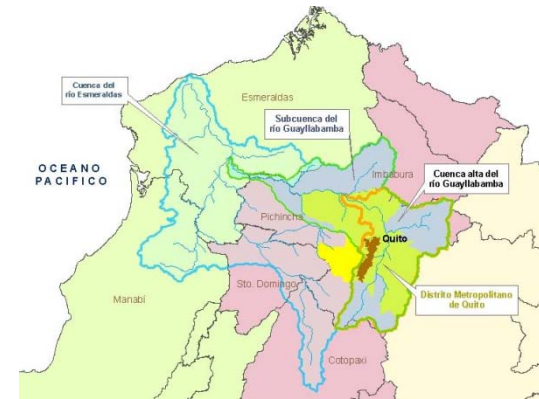 Cuenca del
río Esmeraldas
Esmeraldas
Subcuenca del
río Guayllabamba
OCEANO
PACIFICO
Imbabura
Cuenca alta del
río Guayllabamba
Pichincha
Quito
Sto. Domingo
Manabí
Distrito Metropolitano
de Quito
Cotopaxi